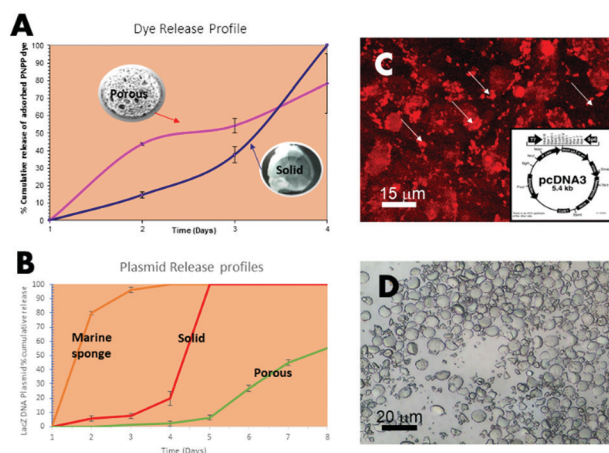 A
Dye Release Profile
% Cumulative release of adsorbed PNPP dye
100
90
80
70
60
50
40
30
20
10
0
Porous
Solid
1
2
3
4
Time (Days)
B
Plasmid Release profiles
LacZ DNA Plasmid % cumulative release
100
90
80
70
60
50
40
30
20
10
0
Marine
sponge
Solid
Porous
1
2
3
4
5
6
7
8
Time (Days)
C
15 µm
pcDNA3
5.4 kb
D
20 µm